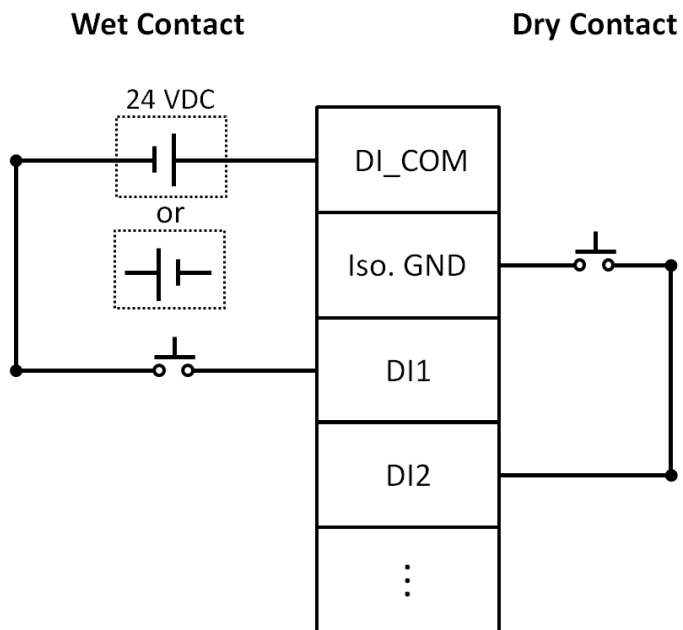 Wet Contact
Dry Contact
24 VDC
or
DI_COM
Iso. GND
DI1
DI2
⋮